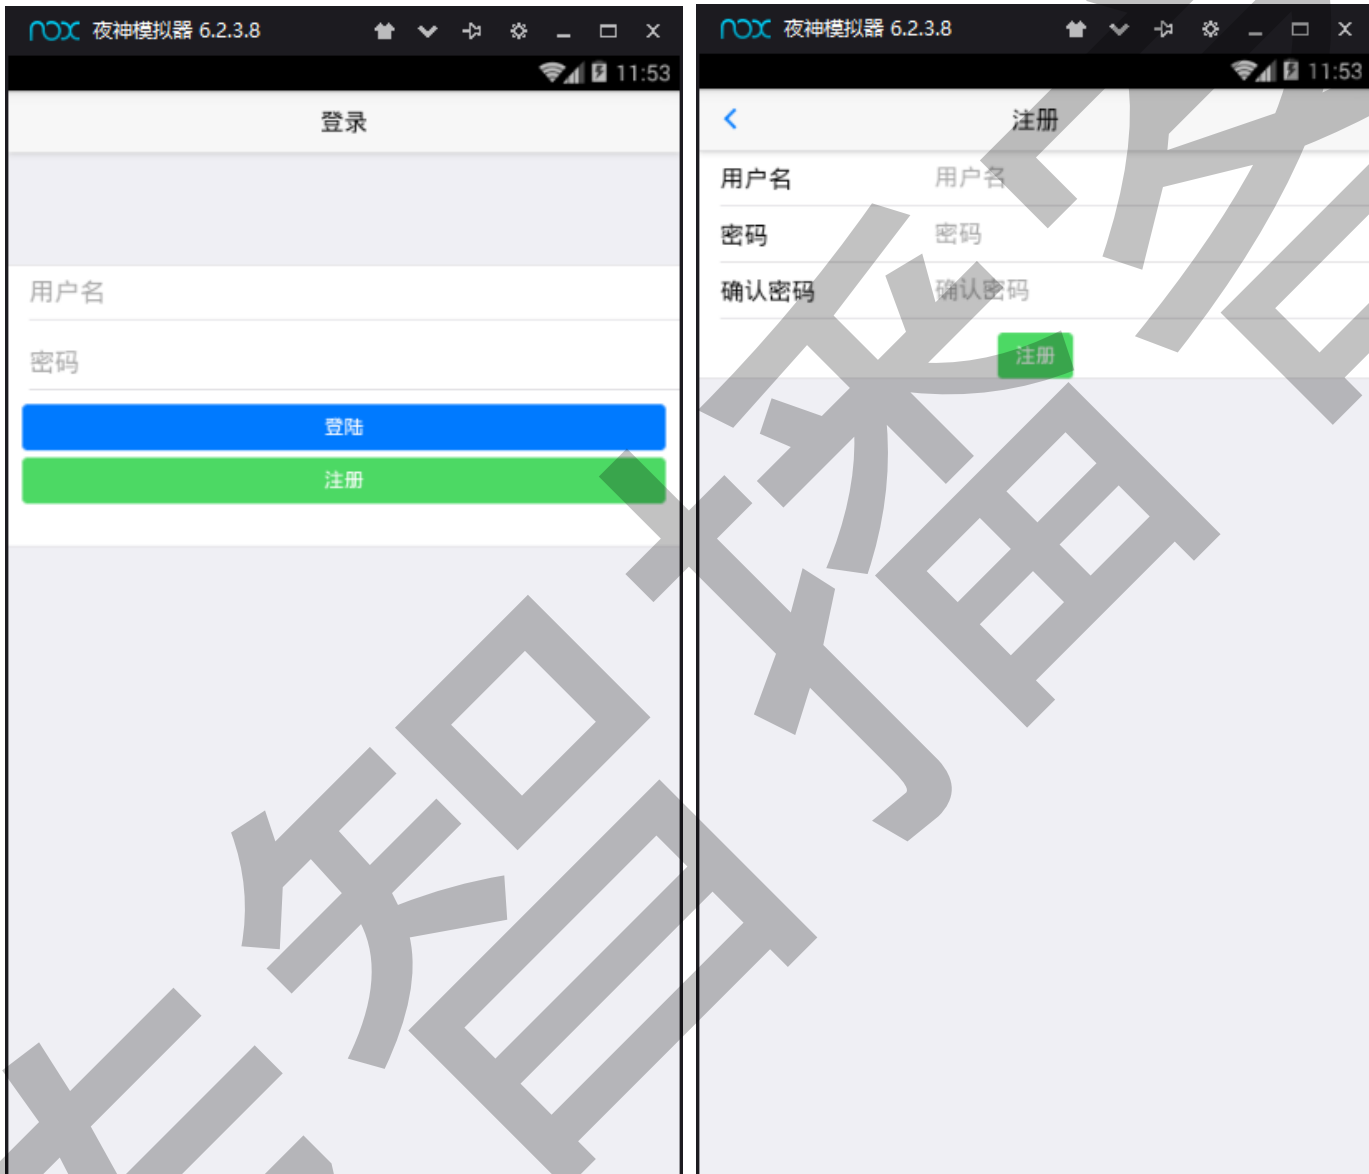 nox 夜神模拟器 6.2.3.8
11:53
登录
用户名
密码
登陆
注册
nox 夜神模拟器 6.2.3.8
11:53
注册
用户名 用户名
密码 密码
确认密码 确认密码
注册
智播客